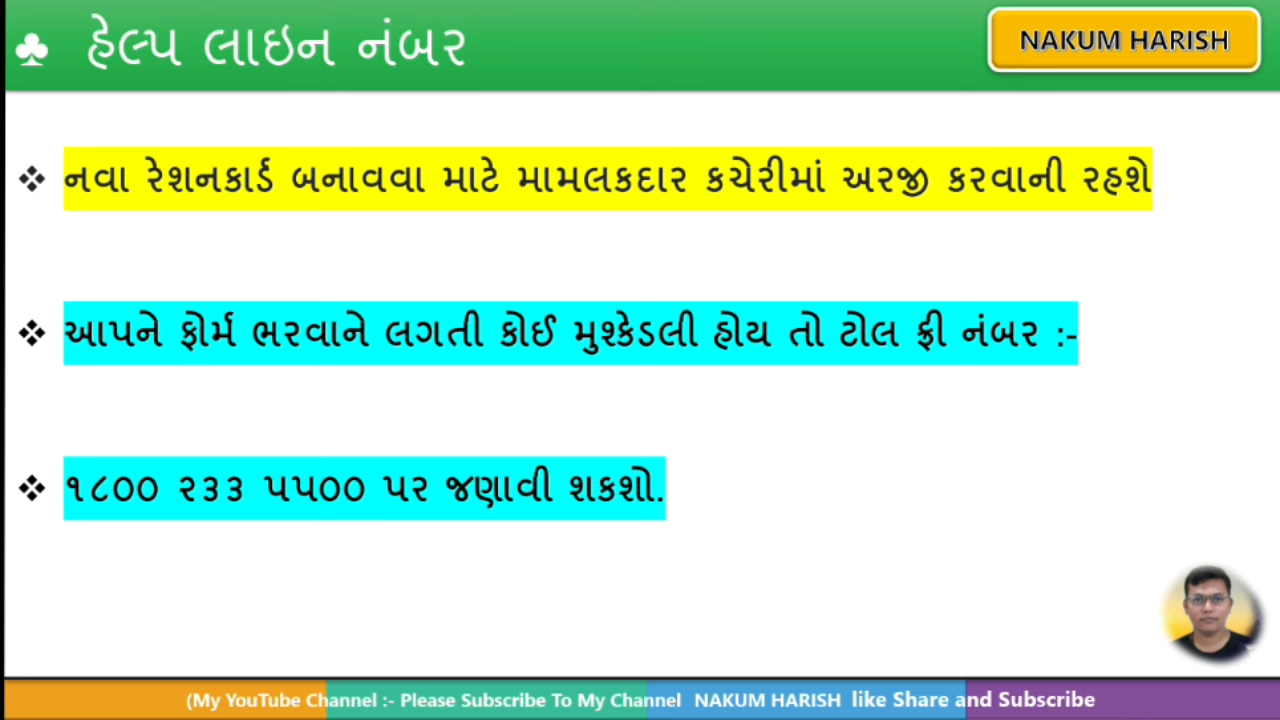 ♣ હેલ્પ લાઇન નંબર
NAKUM HARISH
❖ નવા રેશનકાર્ડ બનાવવા માટે મામલકદાર કચેરીમાં અરજી કરવાની રહશે
❖ આપને ફોર્મ ભરવાને લગતી કોઈ મુશ્કેડલી હોય તો ટોલ ફ્રી નંબર :-
❖ ૧૮૦૦ ૨૩૩ ૫૫૦૦ પર જણાવી શકશો.
(My YouTube Channel :- Please Subscribe To My Channel NAKUM HARISH like Share and Subscribe